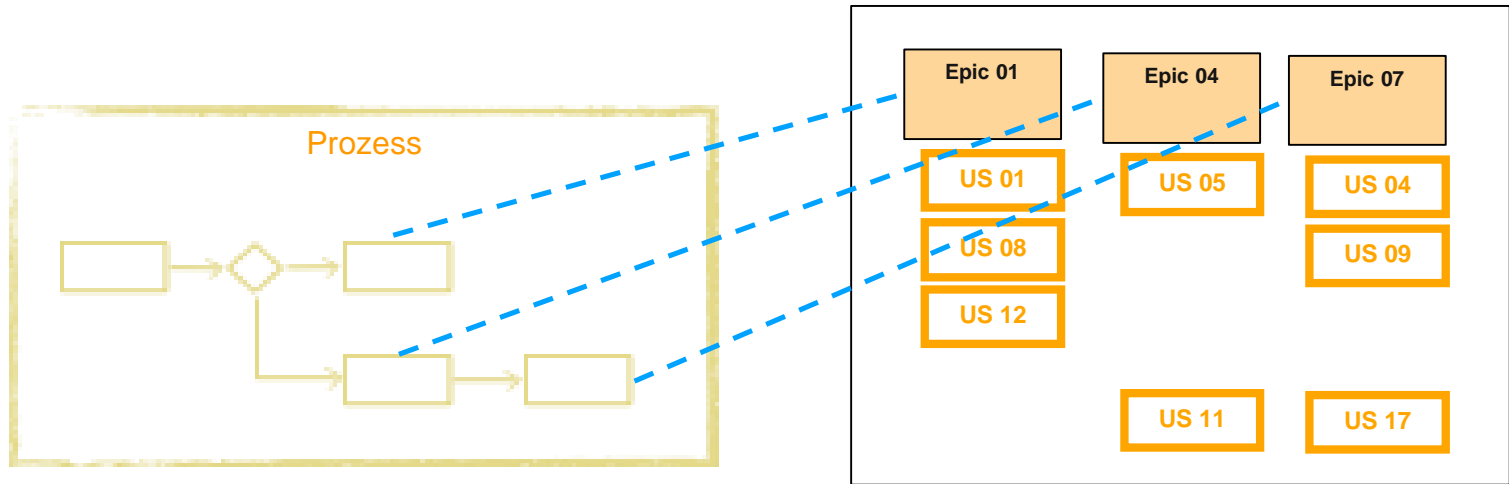 Prozess
Epic 01
Epic 04
Epic 07
US 01
US 05
US 04
US 08
US 09
US 12
US 11
US 17